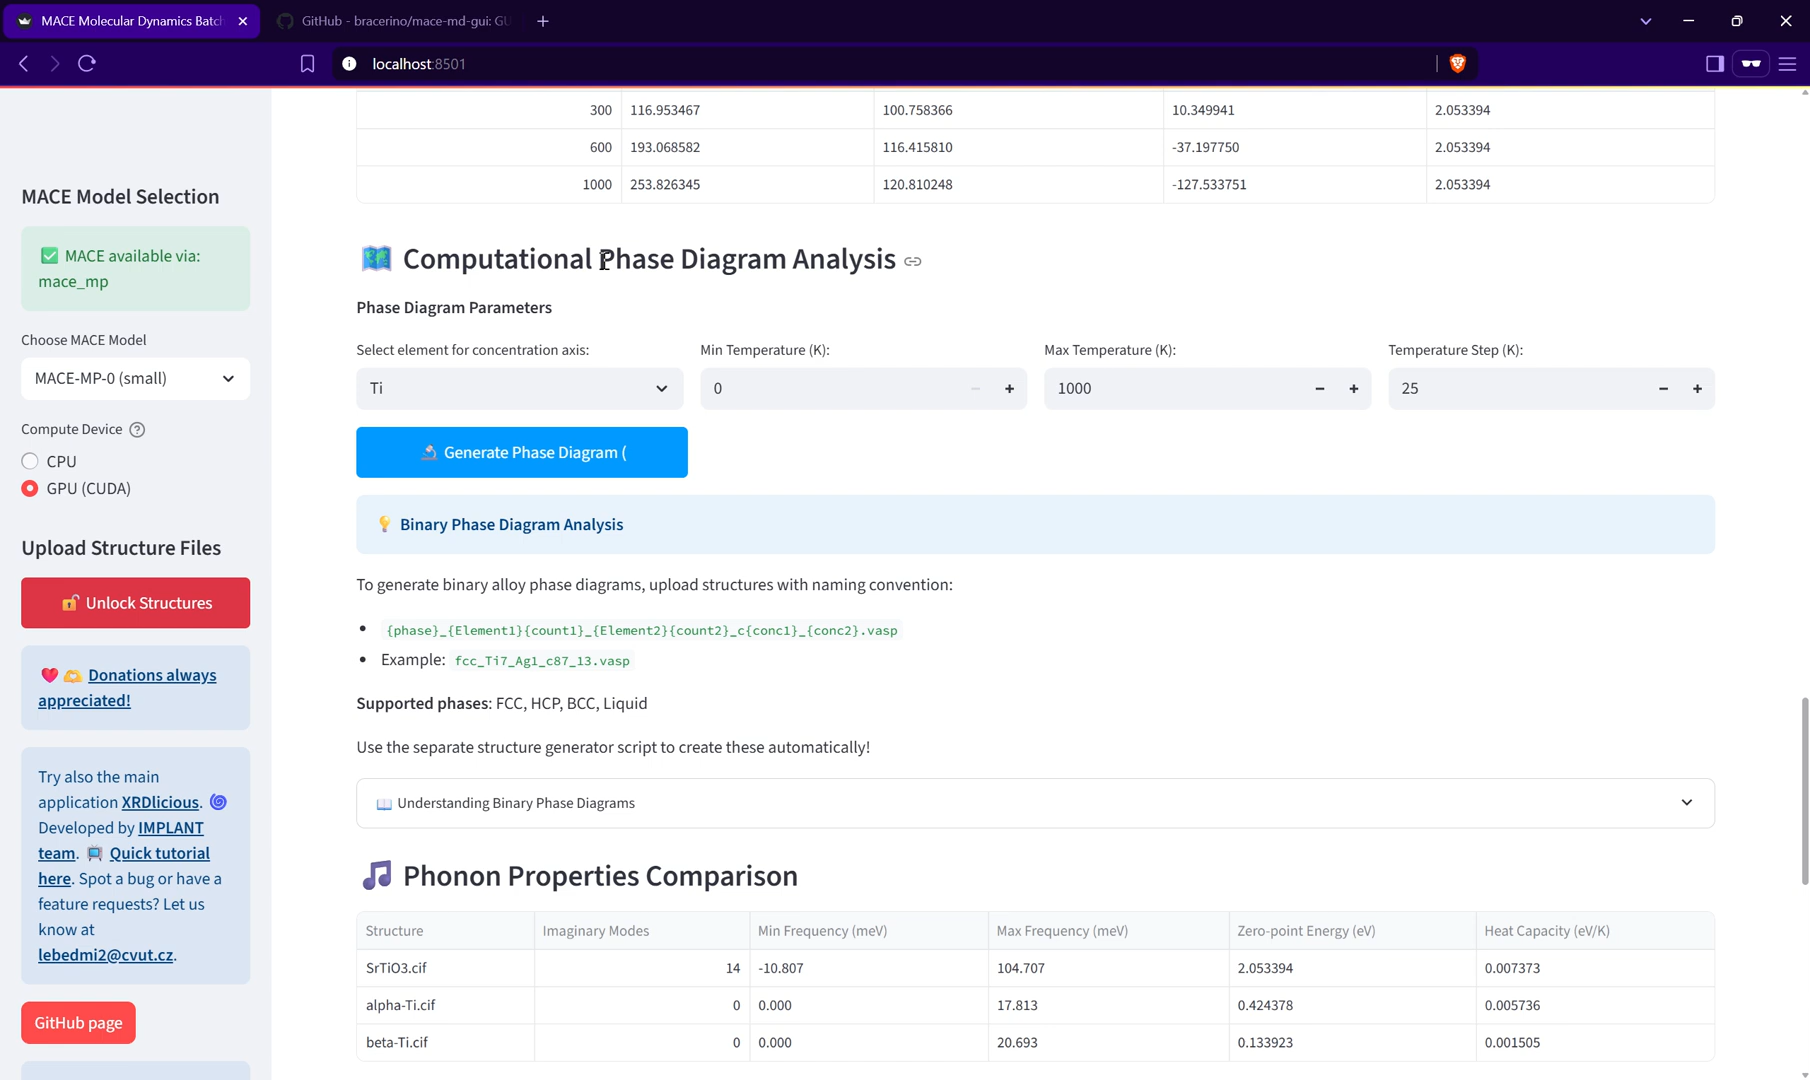 MACE Molecular Dynamics Batch
GitHub - bracerino/mace-md-gui: GU
localhost:8501
MACE Model Selection
✅ MACE available via:
mace_mp
Choose MACE Model
MACE-MP-0 (small)
Compute Device
CPU
GPU (CUDA)
Upload Structure Files
🔓 Unlock Structures
❤️ 🫶 Donations always
appreciated!
Try also the main
application XRDlicious. 🌀
Developed by IMPLANT
team. 📺 Quick tutorial
here. Spot a bug or have a
feature requests? Let us
know at
lebedmi2@cvut.cz.
GitHub page
300 116.953467 100.758366 10.349941 2.053394
600 193.068582 116.415810 -37.197750 2.053394
1000 253.826345 120.810248 -127.533751 2.053394
🗺️ Computational Phase Diagram Analysis
Phase Diagram Parameters
Select element for concentration axis: Min Temperature (K): Max Temperature (K): Temperature Step (K):
Ti 0 − + 1000 − + 25 − +
🔬 Generate Phase Diagram (
💡 Binary Phase Diagram Analysis
To generate binary alloy phase diagrams, upload structures with naming convention:
• {phase}_{Element1}{count1}_{Element2}{count2}_c{conc1}_{conc2}.vasp
• Example: fcc_Ti7_Ag1_c87_13.vasp
Supported phases: FCC, HCP, BCC, Liquid
Use the separate structure generator script to create these automatically!
📖 Understanding Binary Phase Diagrams
🎵 Phonon Properties Comparison
Structure Imaginary Modes Min Frequency (meV) Max Frequency (meV) Zero-point Energy (eV) Heat Capacity (eV/K)
SrTiO3.cif 14 -10.807 104.707 2.053394 0.007373
alpha-Ti.cif 0 0.000 17.813 0.424378 0.005736
beta-Ti.cif 0 0.000 20.693 0.133923 0.001505